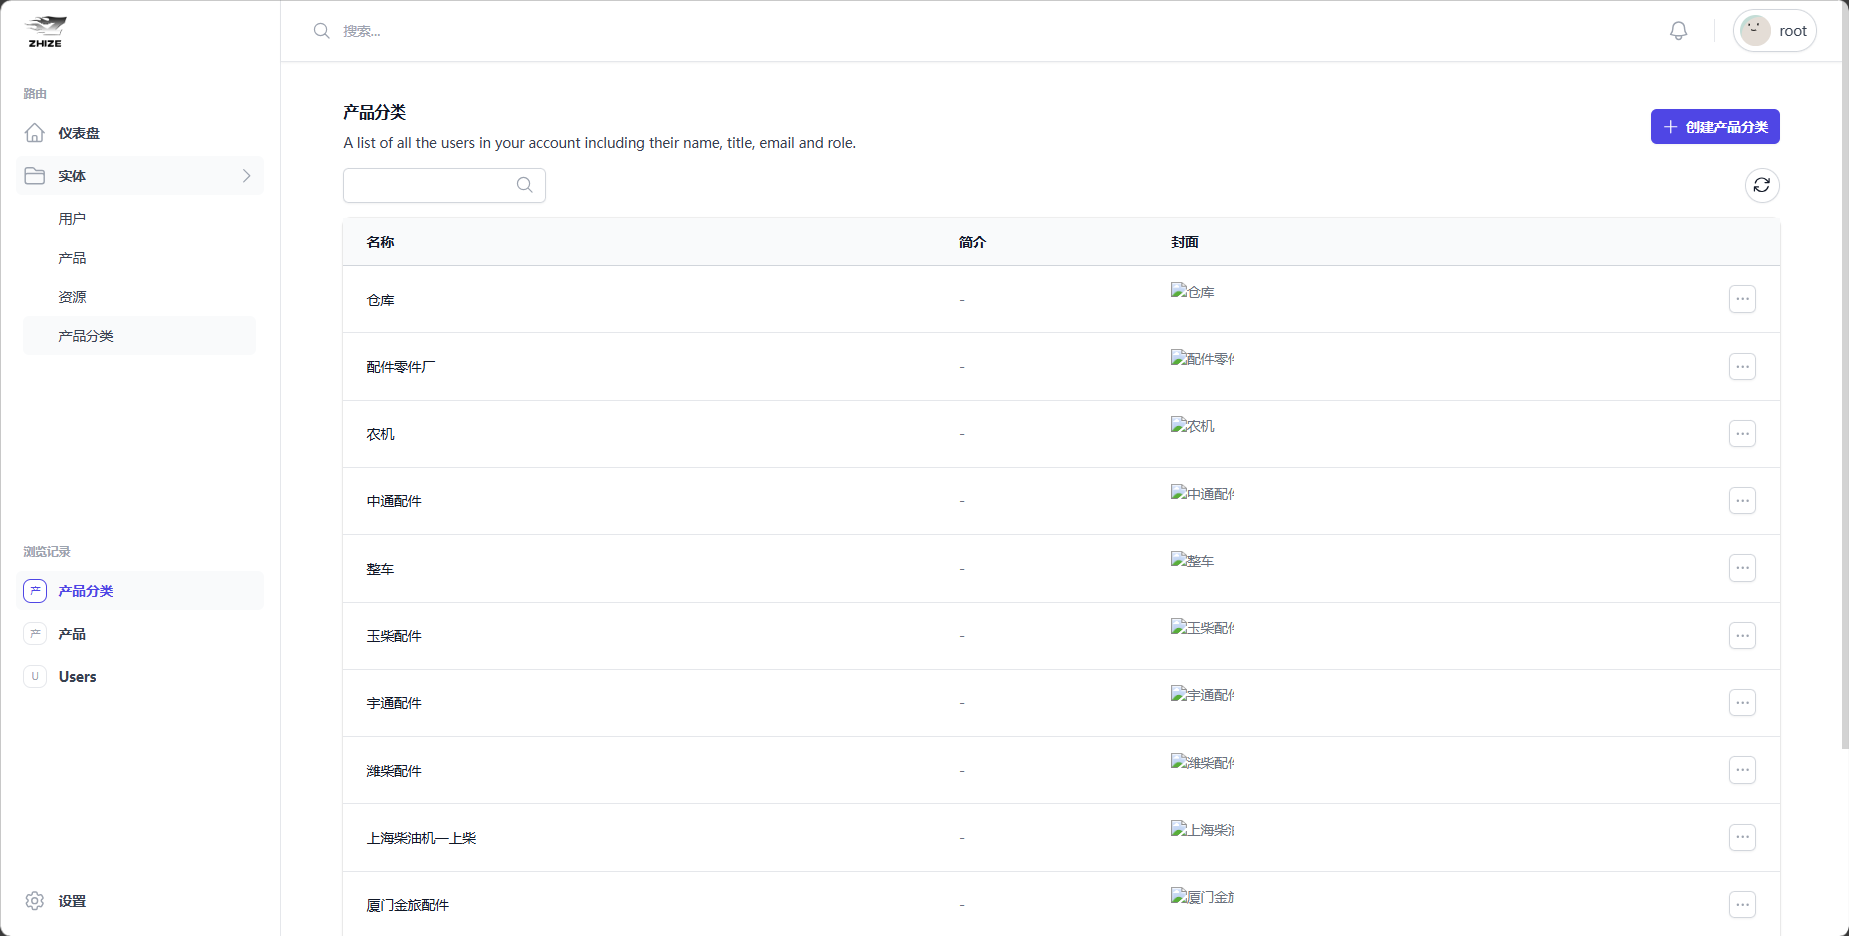 ZHIZE
搜索...
root
路由
仪表盘
实体
用户
产品
资源
产品分类
浏览记录
产 产品分类
产 产品
U Users
设置
产品分类
A list of all the users in your account including their name, title, email and role.
创建产品分类
名称 简介 封面
仓库 - 仓库
配件零件厂 - 配件零件
农机 - 农机
中通配件 - 中通配件
整车 - 整车
玉柴配件 - 玉柴配件
宇通配件 - 宇通配件
潍柴配件 - 潍柴配件
上海柴油机—上柴 - 上海柴油
厦门金旅配件 - 厦门金旅